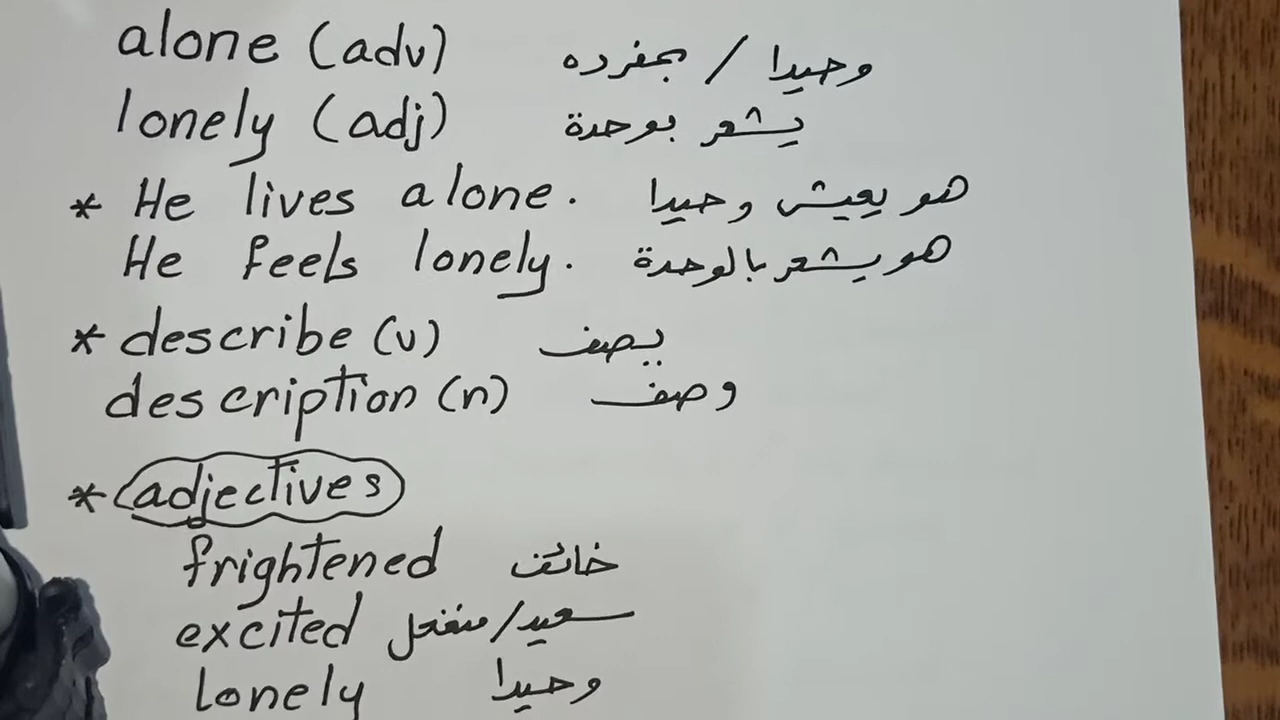 alone (adv) وحيدا / بمفرده
lonely (adj) يشعر بوحدة
* He lives alone. هو يعيش وحيدا
He feels lonely. هو يشعر بالوحدة
* describe (v) يصف
description (n) وصف
* adjectives
frightened خائف
excited سعيد/منفعل
lonely وحيدا